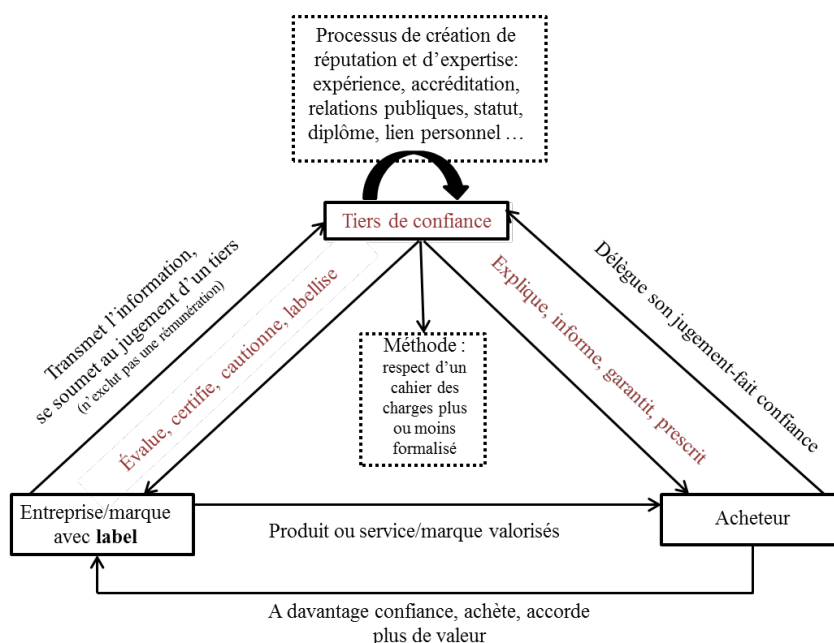 Processus de création de
réputation et d'expertise:
expérience, accréditation,
relations publiques, statut,
diplôme, lien personnel …
Tiers de confiance
Transmet l'information,
se soumet au jugement d'un tiers
(n'exclut pas une rémunération)
Évalue, certifie, cautionne, labellise
Méthode :
respect d'un
cahier des
charges plus
ou moins
formalisé
Explique, informe, garantit, prescrit
Délègue son jugement-fait confiance
Entreprise/marque
avec label
Produit ou service/marque valorisés
Acheteur
A davantage confiance, achète, accorde
plus de valeur